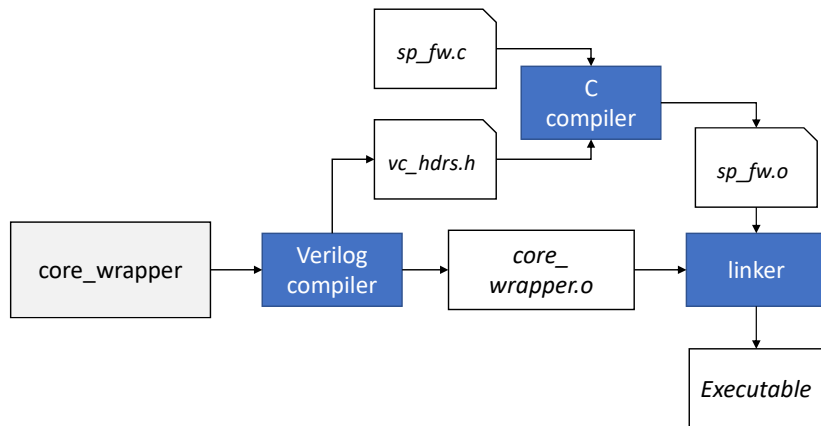 sp_fw.c
C
compiler
vc_hdrs.h
sp_fw.o
core_wrapper
Verilog
compiler
core_
wrapper.o
linker
Executable